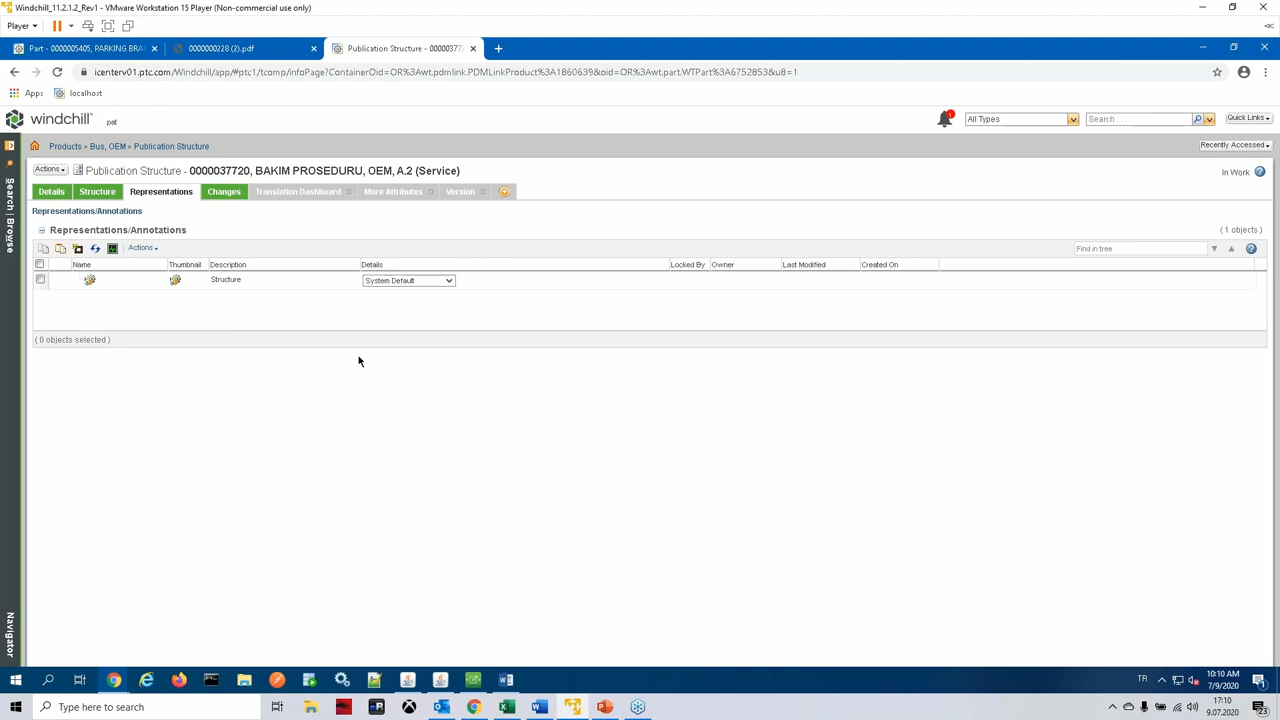 Windchill_11.2.1.2_Rev1 - VMware Workstation 15 Player (Non-commercial use only)
Player
Part - 0000005405, PARKING BRA
0000000228 (2).pdf
Publication Structure - 00000377
icenterv01.ptc.com/Windchill/app/#ptc1/tcomp/infoPage?ContainerOid=OR%3Awt.pdmlink.PDMLinkProduct%3A1860639&oid=OR%3Awt.part.WTPart%3A6752853&u8=1
Apps localhost
windchill pat
All Types Search . . . Quick Links
Products > Bus, OEM > Publication Structure Recently Accessed
Actions Publication Structure - 0000037720, BAKIM PROSEDURU, OEM, A.2 (Service) In Work
Search | Browse
Details Structure Representations Changes Translation Dashboard More Attributes Version
Representations/Annotations
Representations/Annotations ( 1 objects )
Actions Find in tree
Name Thumbnail Description Details Locked By Owner Last Modified Created On
Structure System Default
( 0 objects selected )
Navigator
TR 10:10 AM
7/9/2020 1
Type here to search 17:10
9.07.2020 23